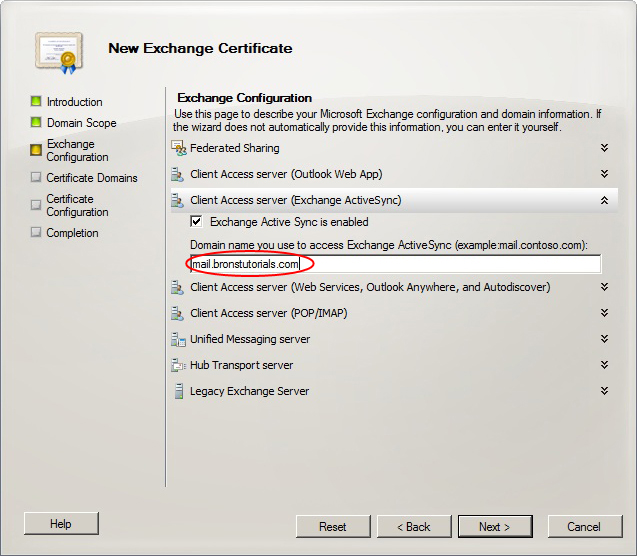 New Exchange Certificate
Introduction
Domain Scope
Exchange
Configuration
Certificate Domains
Certificate
Configuration
Completion
Exchange Configuration
Use this page to describe your Microsoft Exchange configuration and domain information. If
the wizard does not automatically provide this information, you can enter it yourself.
Federated Sharing
Client Access server (Outlook Web App)
Client Access server (Exchange ActiveSync)
Exchange Active Sync is enabled
Domain name you use to access Exchange ActiveSync (example:mail.contoso.com):
mail.bronstutorials.com
Client Access server (Web Services, Outlook Anywhere, and Autodiscover)
Client Access server (POP/IMAP)
Unified Messaging server
Hub Transport server
Legacy Exchange Server
Help
Reset
< Back
Next >
Cancel